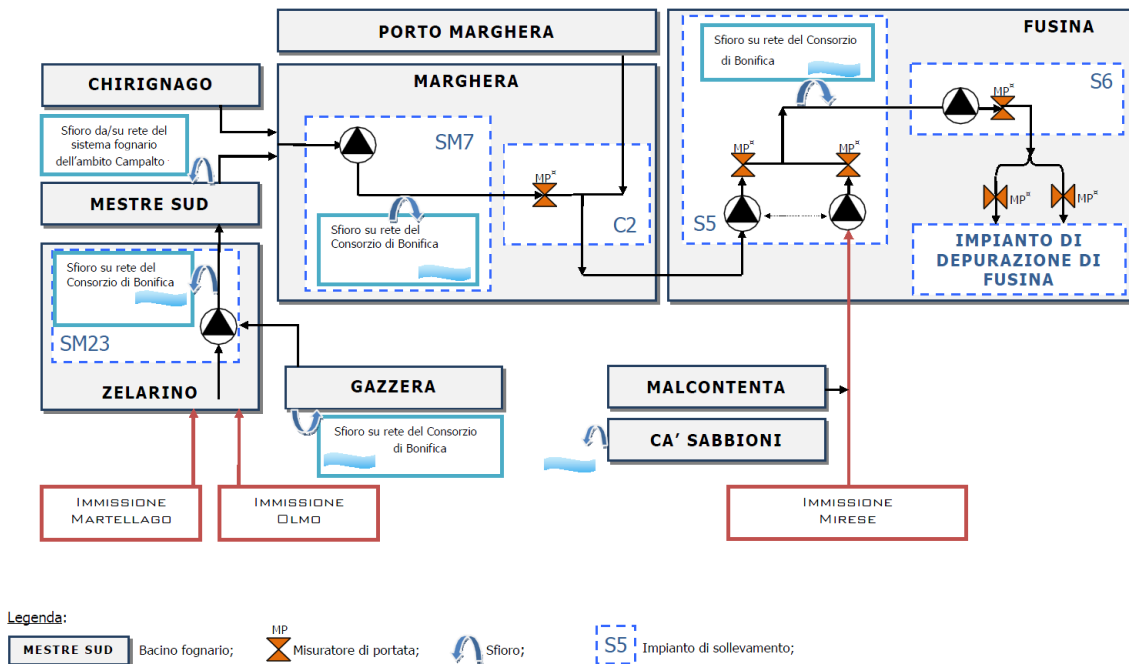 PORTO MARGHERA
FUSINA
Sfioro su rete del Consorzio
di Bonifica
CHIRIGNAGO
MARGHERA
S6
MP¤
Sfioro da/su rete del
sistema fognario
dell'ambito Campalto
SM7
MP¤
MP¤
MP¤
MESTRE SUD
MP¤
MP¤
Sfioro su rete del
Consorzio di Bonifica
C2
S5
IMPIANTO DI
DEPURAZIONE DI
FUSINA
Sfioro su rete del
Consorzio di Bonifica
SM23
ZELARINO
GAZZERA
MALCONTENTA
Sfioro su rete del Consorzio
di Bonifica
CA' SABBIONI
IMMISSIONE
MARTELLAGO
IMMISSIONE
OLMO
IMMISSIONE
MIRESE
Legenda:
MESTRE SUD Bacino fognario;
MP
Misuratore di portata;
Sfioro;
S5 Impianto di sollevamento;